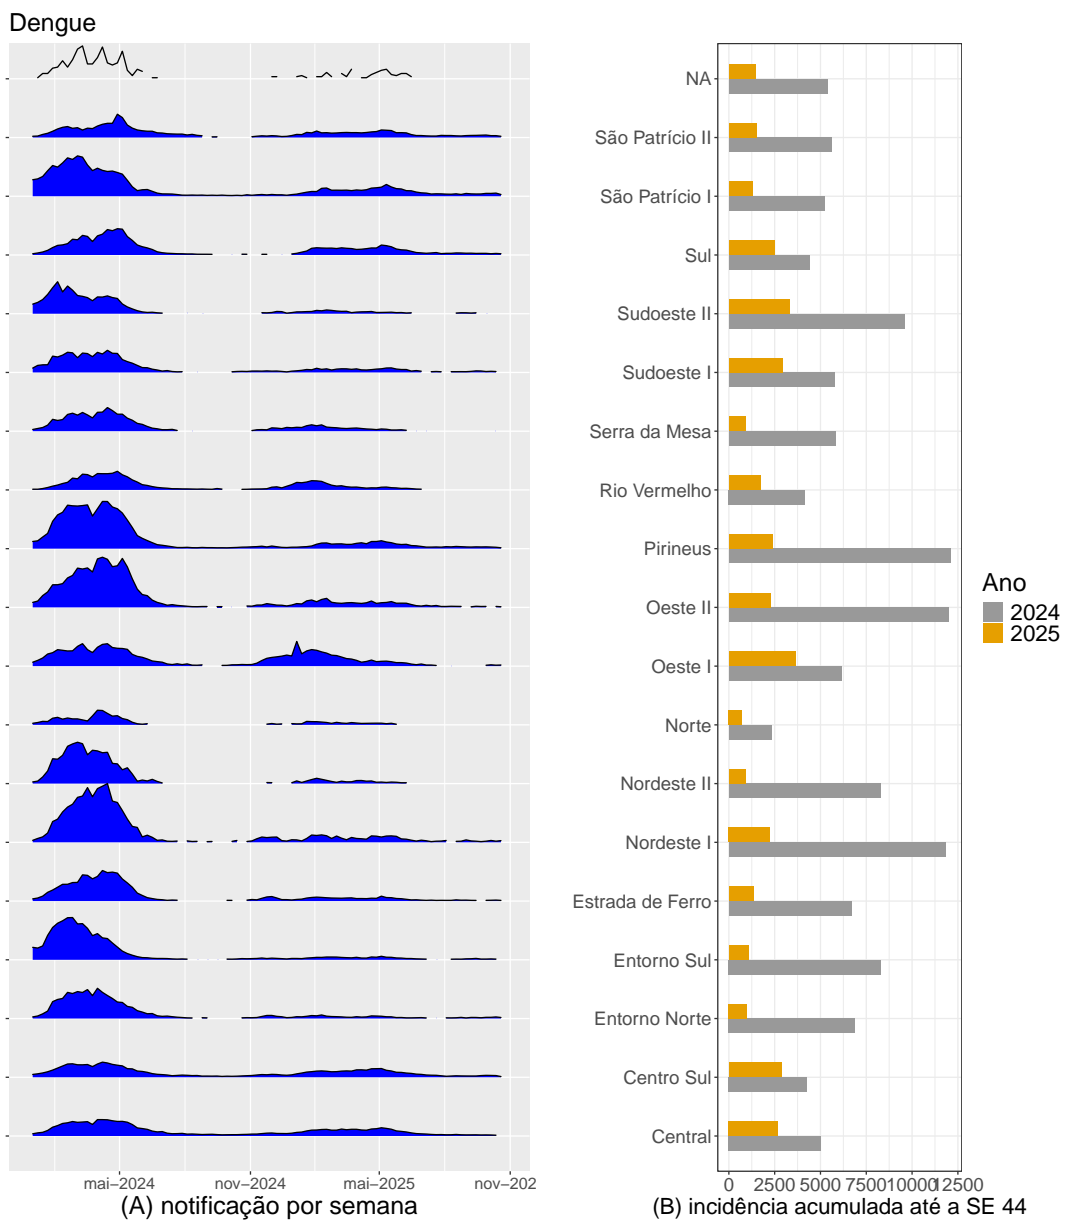 Dengue
NA
São Patrício II
São Patrício I
Sul
Sudoeste II
Sudoeste I
Serra da Mesa
Rio Vermelho
Pirineus
Oeste II
Oeste I
Norte
Nordeste II
Nordeste I
Estrada de Ferro
Entorno Sul
Entorno Norte
Centro Sul
Central
Ano
2024
2025
mai–2024 nov–2024 mai–2025 nov–202
0 2500 5000 7500 10000 12500
(A) notificação por semana
(B) incidência acumulada até a SE 44